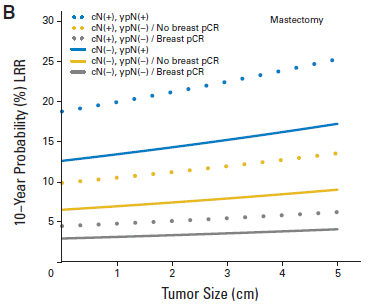 B
Mastectomy
cN(+), ypN(+)
cN(+), ypN(−) / No breast pCR
cN(+), ypN(−) / Breast pCR
cN(−), ypN(+)
cN(−), ypN(−) / No breast pCR
cN(−), ypN(−) / Breast pCR
10–Year Probability (%) LRR
30
25
20
15
10
5
0
1
2
3
4
5
Tumor Size (cm)